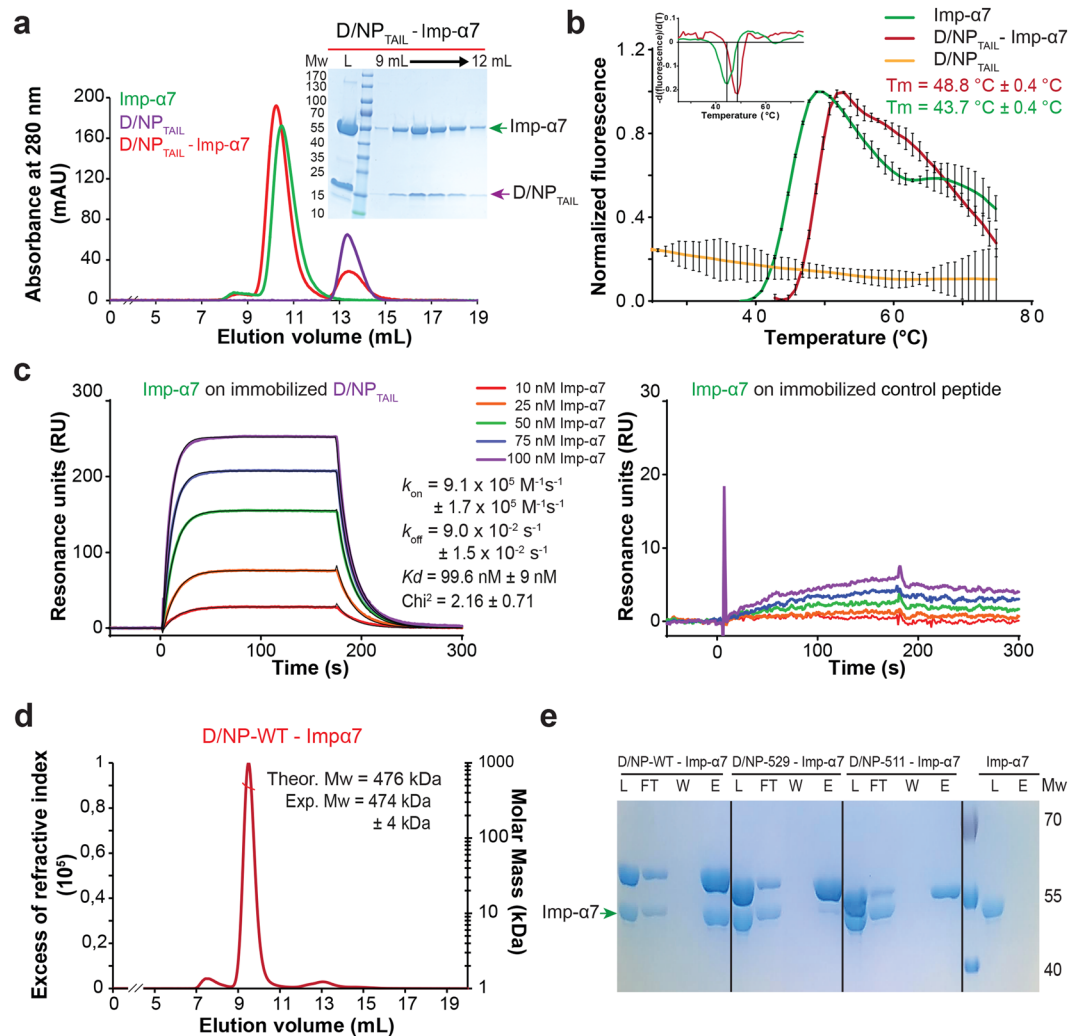 a
D/NPTAIL - Imp-α7
Mw L 9 mL 12 mL
170
130
100
70
55
40
35
25
15
10
Imp-α7
D/NPTAIL
Imp-α7
D/NPTAIL
D/NPTAIL - Imp-α7
Absorbance at 280 nm
(mAU)
200
160
120
80
40
0
0 5 7 9 11 13 15 17 19
Elution volume (mL)
b
Imp-α7
D/NPTAIL - Imp-α7
D/NPTAIL
Tm = 48.8 °C ± 0.4 °C
Tm = 43.7 °C ± 0.4 °C
-d(fluorescence)/d(T)
0.1
0
0.1
0.2
40 60
Temperature (°C)
Normalized fluorescence
1.2
1.0
0.8
0.4
0.0
40 60 80
Temperature (°C)
c
Imp-α7 on immobilized D/NPTAIL
Resonance units (RU)
300
200
100
0
0 100 200 300
Time (s)
10 nM Imp-α7
25 nM Imp-α7
50 nM Imp-α7
75 nM Imp-α7
100 nM Imp-α7
kon = 9.1 x 10⁵ M⁻¹s⁻¹
± 1.7 x 10⁵ M⁻¹s⁻¹
koff = 9.0 x 10⁻² s⁻¹
± 1.5 x 10⁻² s⁻¹
Kd = 99.6 nM ± 9 nM
Chi² = 2.16 ± 0.71
Imp-α7 on immobilized control peptide
Resonance units (RU)
30
20
10
0
0 100 200 300
Time (s)
d
D/NP-WT - Impα7
Theor. Mw = 476 kDa
Exp. Mw = 474 kDa
± 4 kDa
Excess of refractive index
(10⁵)
1
0,8
0,6
0,4
0,2
0
0 5 7 9 11 13 15 17 19
Elution volume (mL)
1000
100
10
1
Molar Mass (kDa)
e
D/NP-WT - Imp-α7 D/NP-529 - Imp-α7 D/NP-511 - Imp-α7 Imp-α7
L FT W E L FT W E L FT W E L E Mw
70
55
40
Imp-α7